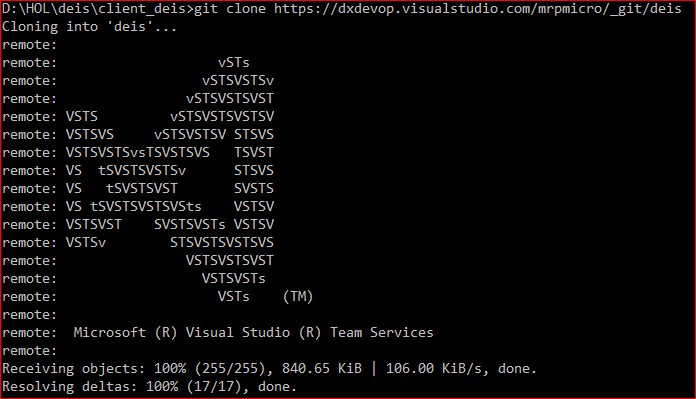 D:\HOL\deis\client_deis>git clone https://dxdevop.visualstudio.com/mrpmicro/_git/deis
Cloning into 'deis'...
remote:
remote:                    vSTs
remote:                  vSTSVSTSv
remote:                vSTSVSTSVST
remote: VSTS         vSTSVSTSVSTSV
remote: VSTSVS     vSTSVSTSV STSVS
remote: VSTSVSTSvsTSVSTSVS   TSVST
remote: VS  tSVSTSVSTSv      STSVS
remote: VS   tSVSTSVST       SVSTS
remote: VS tSVSTSVSTSVSts    VSTSV
remote: VSTSVST    SVSTSVSTs VSTSV
remote: VSTSv        STSVSTSVSTSVS
remote:                VSTSVSTSVST
remote:                  VSTSVSTs
remote:                    VSTs    (TM)
remote:
remote:  Microsoft (R) Visual Studio (R) Team Services
remote:
Receiving objects: 100% (255/255), 840.65 KiB | 106.00 KiB/s, done.
Resolving deltas: 100% (17/17), done.